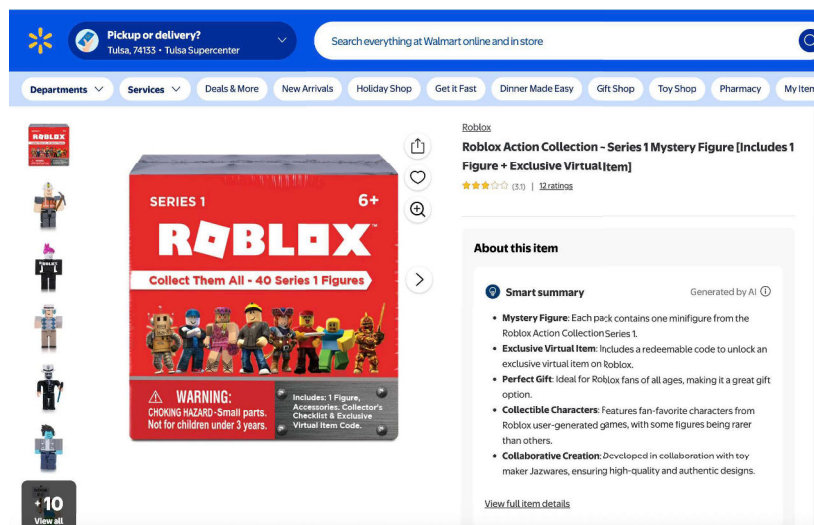 Pickup or delivery?
Tulsa, 74133 • Tulsa Supercenter
Search everything at Walmart online and in store
Departments
Services
Deals & More
New Arrivals
Holiday Shop
Get it Fast
Dinner Made Easy
Gift Shop
Toy Shop
Pharmacy
My Iten
ROBLOX
SERIES 1
6+
ROBLOX
Collect Them All - 40 Series 1 Figures
WARNING:
CHOKING HAZARD-Small parts.
Not for children under 3 years.
Includes: 1 Figure,
Accessories. Collector's
Checklist & Exclusive
Virtual Item Code.
ROBLOX
+10
View all
Roblox
Roblox Action Collection - Series 1 Mystery Figure [Includes 1
Figure + Exclusive Virtual Item]
(3.1) | 12 ratings
About this item
Smart summary
Generated by AI
• Mystery Figure: Each pack contains one minifigure from the
Roblox Action Collection Series 1.
• Exclusive Virtual Item: Includes a redeemable code to unlock an
exclusive virtual item on Roblox.
• Perfect Gift: Ideal for Roblox fans of all ages, making it a great gift
option.
• Collectible Characters: Features fan-favorite characters from
Roblox user-generated games, with some figures being rarer
than others.
• Collaborative Creation: Developed in collaboration with toy
maker Jazwares, ensuring high-quality and authentic designs.
View full item details